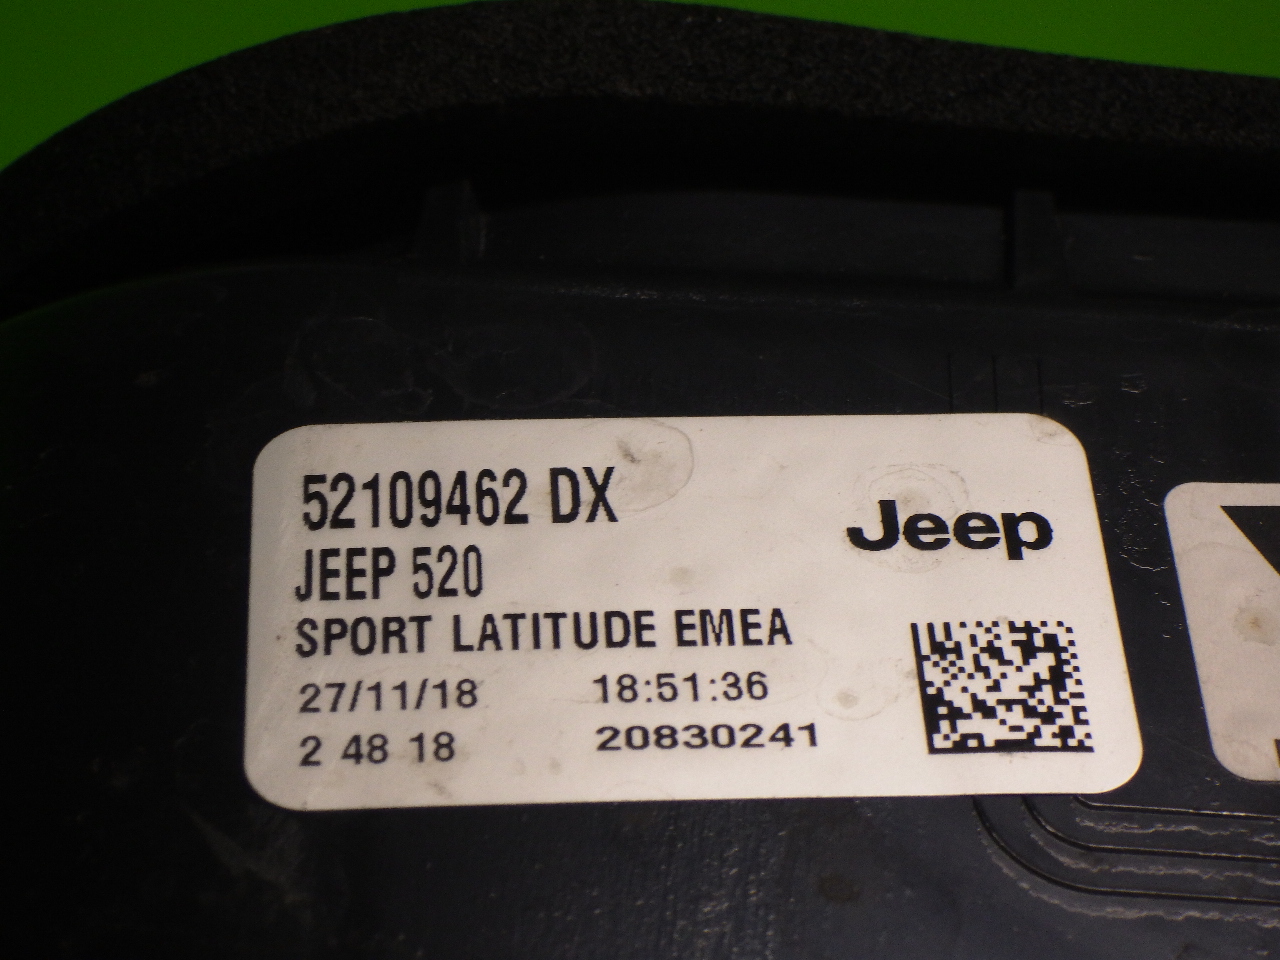 52109462 DX
Jeep
JEEP 520
SPORT LATITUDE EMEA
27/11/18 18:51:36
2 48 18 20830241